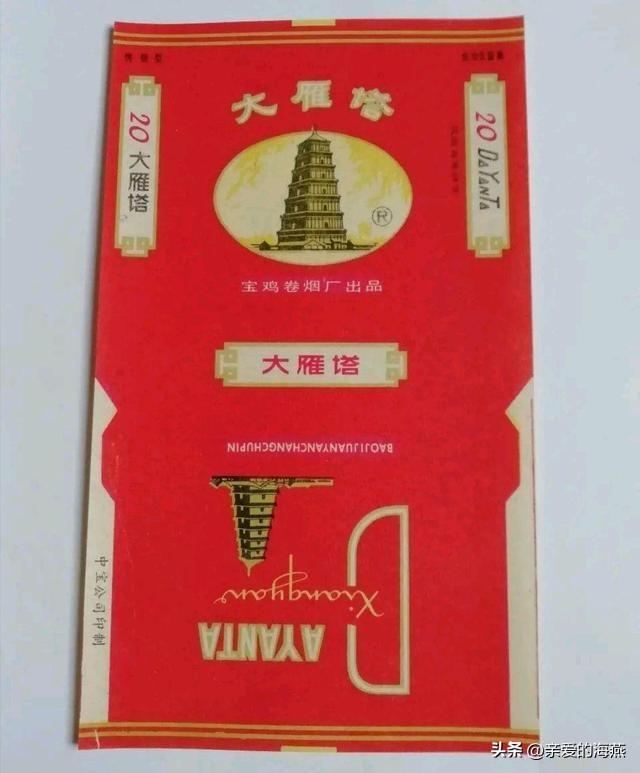 大雁塔
20 大雁塔
20 DaYanTa
®
宝鸡卷烟厂出品
大雁塔
BAOJIJUANYANCHANGCHUPIN
Xiangyan
DAYANTA
中宝公司印制
头条 @亲爱的海燕